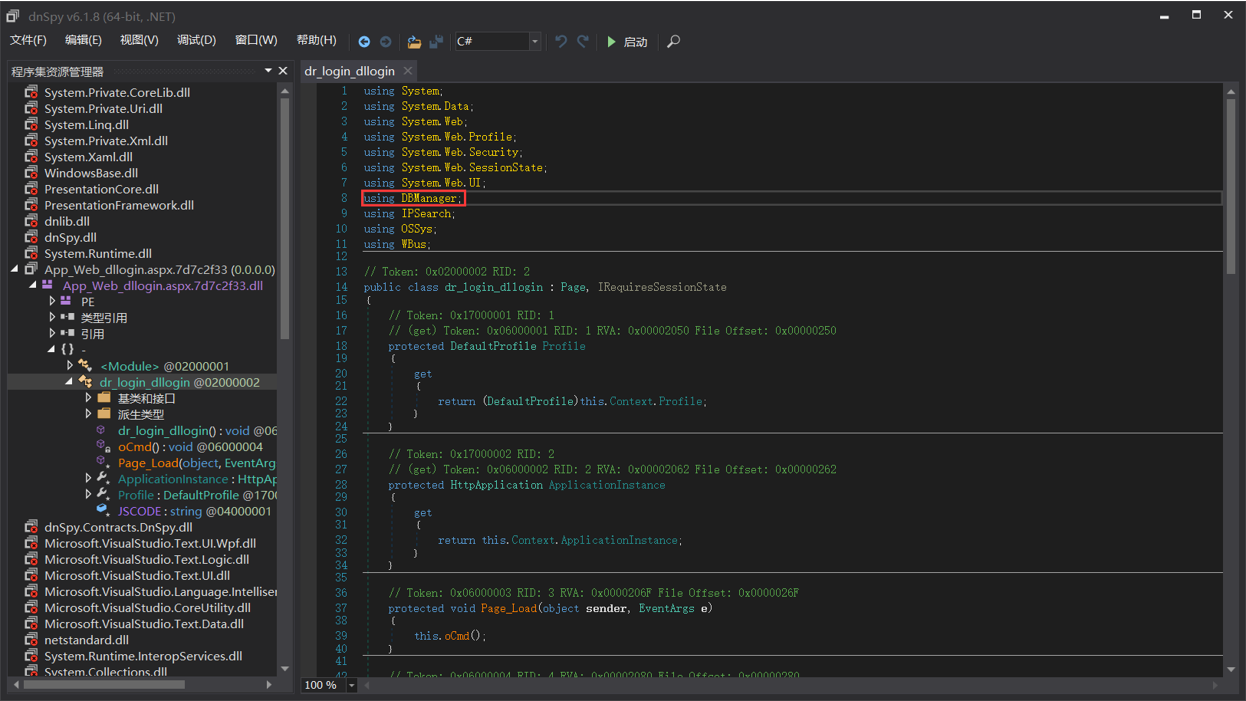 dnSpy v6.1.8 (64-bit, .NET)
文件(F) 编辑(E) 视图(V) 调试(D) 窗口(W) 帮助(H) C# 启动
程序集资源管理器
System.Private.CoreLib.dll
System.Private.Uri.dll
System.Linq.dll
System.Private.Xml.dll
System.Xaml.dll
WindowsBase.dll
PresentationCore.dll
PresentationFramework.dll
dnlib.dll
dnSpy.dll
System.Runtime.dll
App_Web_dllogin.aspx.7d7c2f33 (0.0.0.0)
App_Web_dllogin.aspx.7d7c2f33.dll
PE
类型引用
引用
{ } -
<Module> @02000001
dr_login_dllogin @02000002
基类和接口
派生类型
dr_login_dllogin() : void @06
oCmd() : void @06000004
Page_Load(object, EventArg
ApplicationInstance : HttpAp
Profile : DefaultProfile @1700
JSCODE : string @04000001
dnSpy.Contracts.DnSpy.dll
Microsoft.VisualStudio.Text.UI.Wpf.dll
Microsoft.VisualStudio.Text.Logic.dll
Microsoft.VisualStudio.Text.UI.dll
Microsoft.VisualStudio.Language.Intelliser
Microsoft.VisualStudio.CoreUtility.dll
Microsoft.VisualStudio.Text.Data.dll
netstandard.dll
System.Runtime.InteropServices.dll
System.Collections.dll
dr_login_dllogin
1 using System;
2 using System.Data;
3 using System.Web;
4 using System.Web.Profile;
5 using System.Web.Security;
6 using System.Web.SessionState;
7 using System.Web.UI;
8 using DBManager;
9 using IPSearch;
10 using OSSys;
11 using WBus;
12
13 // Token: 0x02000002 RID: 2
14 public class dr_login_dllogin : Page, IRequiresSessionState
15 {
16 // Token: 0x17000001 RID: 1
17 // (get) Token: 0x06000001 RID: 1 RVA: 0x00002050 File Offset: 0x00000250
18 protected DefaultProfile Profile
19 {
20 get
21 {
22 return (DefaultProfile)this.Context.Profile;
23 }
24 }
25
26 // Token: 0x17000002 RID: 2
27 // (get) Token: 0x06000002 RID: 2 RVA: 0x00002062 File Offset: 0x00000262
28 protected HttpApplication ApplicationInstance
29 {
30 get
31 {
32 return this.Context.ApplicationInstance;
33 }
34 }
35
36 // Token: 0x06000003 RID: 3 RVA: 0x0000206F File Offset: 0x0000026F
37 protected void Page_Load(object sender, EventArgs e)
38 {
39 this.oCmd();
40 }
41
42 // Token: 0x06000004 RID: 4 RVA: 0x00002080 File Offset: 0x00000280
100 %